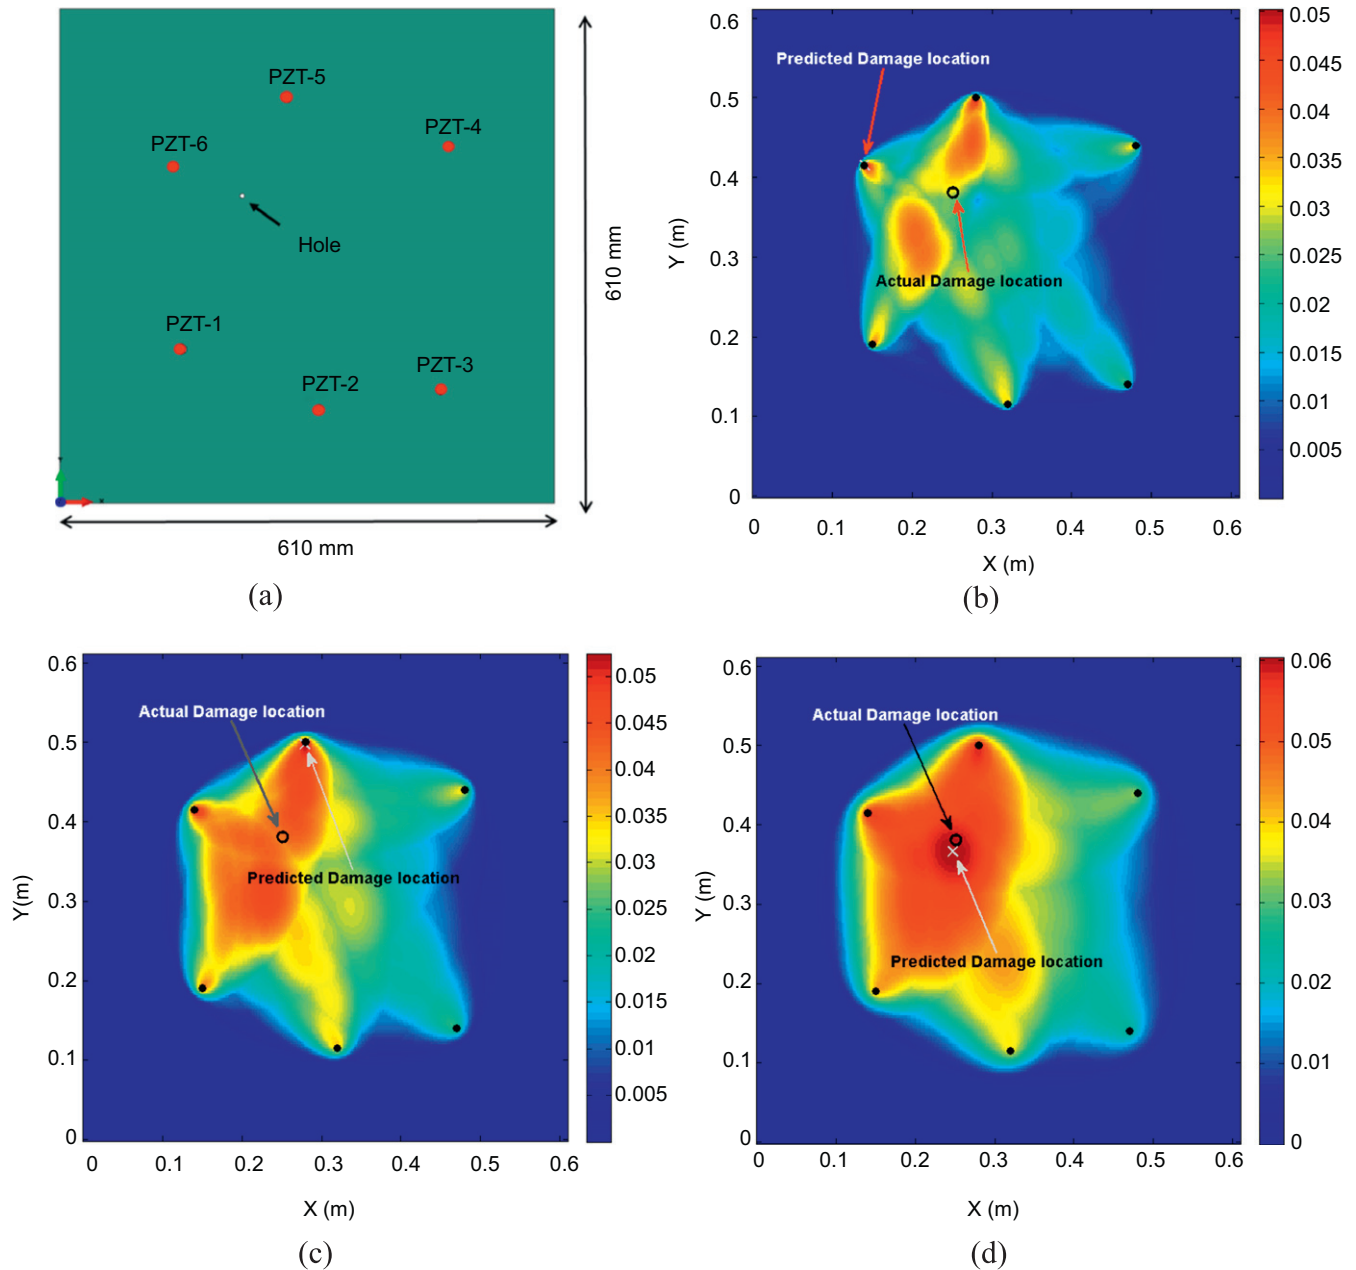 PZT-5
PZT-4
PZT-6
Hole
PZT-1
PZT-3
PZT-2
Y
x
610 mm
610 mm
(a)
0.6
0.5
0.4
0.3
0.2
0.1
0
Y (m)
Predicted Damage location
Actual Damage location
0 0.1 0.2 0.3 0.4 0.5 0.6
X (m)
0.05
0.045
0.04
0.035
0.03
0.025
0.02
0.015
0.01
0.005
(b)
0.6
0.5
0.4
0.3
0.2
0.1
0
Y(m)
Actual Damage location
Predicted Damage location
0 0.1 0.2 0.3 0.4 0.5 0.6
X (m)
0.05
0.045
0.04
0.035
0.03
0.025
0.02
0.015
0.01
0.005
(c)
0.6
0.5
0.4
0.3
0.2
0.1
0
Y (m)
Actual Damage location
Predicted Damage location
0 0.1 0.2 0.3 0.4 0.5 0.6
X (m)
0.06
0.05
0.04
0.03
0.02
0.01
0
(d)